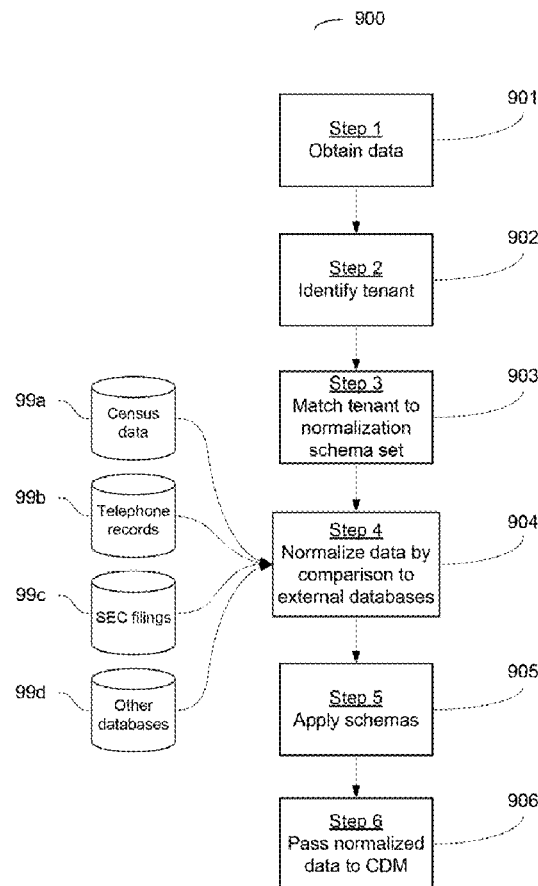 900
901
Step 1
Obtain data
902
Step 2
Identify tenant
903
Step 3
Match tenant to
normalization
schema set
99a
Census
data
99b
Telephone
records
99c
SEC filings
99d
Other
databases
904
Step 4
Normalize data by
comparison to
external databases
905
Step 5
Apply schemas
906
Step 6
Pass normalized
data to CDM